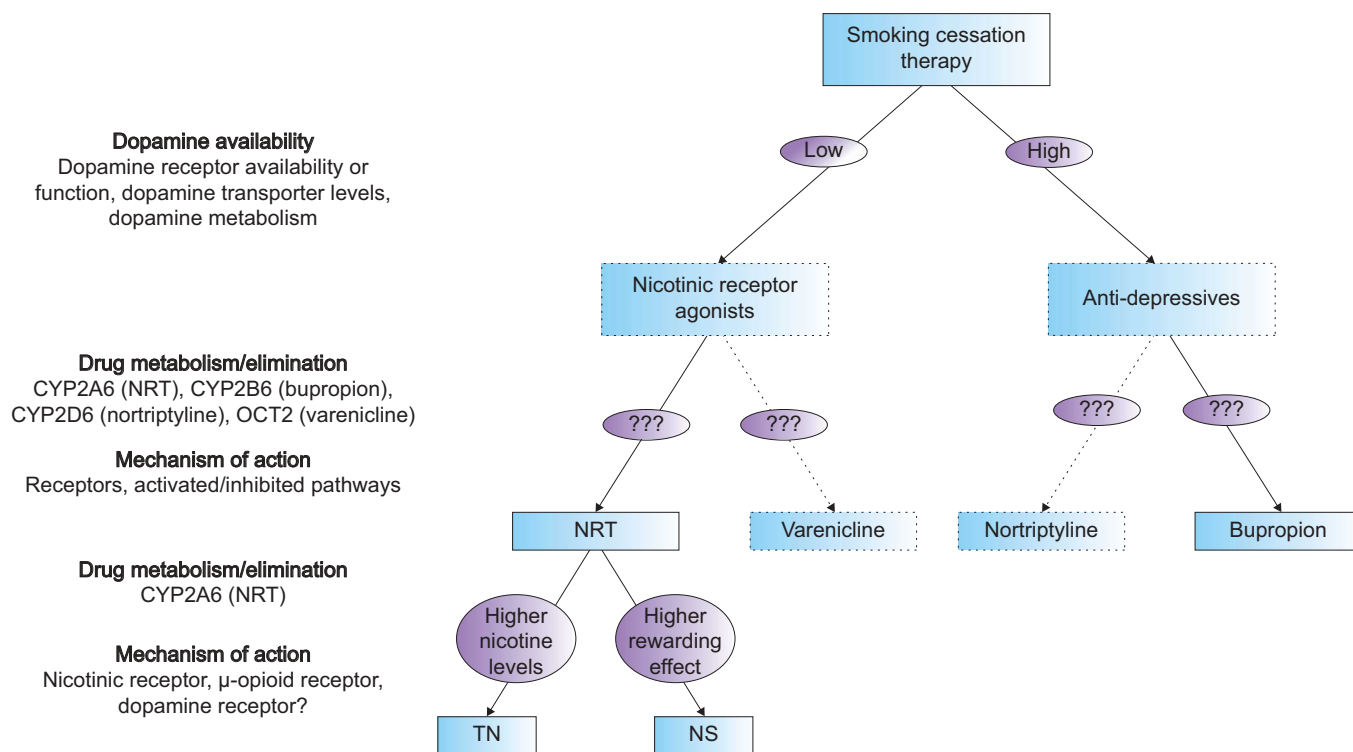 Smoking cessation
therapy
Dopamine availability
Dopamine receptor availability or
function, dopamine transporter levels,
dopamine metabolism
Low
High
Nicotinic receptor
agonists
Anti-depressives
Drug metabolism/elimination
CYP2A6 (NRT), CYP2B6 (bupropion),
CYP2D6 (nortriptyline), OCT2 (varenicline)
???
???
???
???
Mechanism of action
Receptors, activated/inhibited pathways
NRT
Varenicline
Nortriptyline
Bupropion
Drug metabolism/elimination
CYP2A6 (NRT)
Higher
nicotine
levels
Higher
rewarding
effect
Mechanism of action
Nicotinic receptor, μ-opioid receptor,
dopamine receptor?
TN
NS